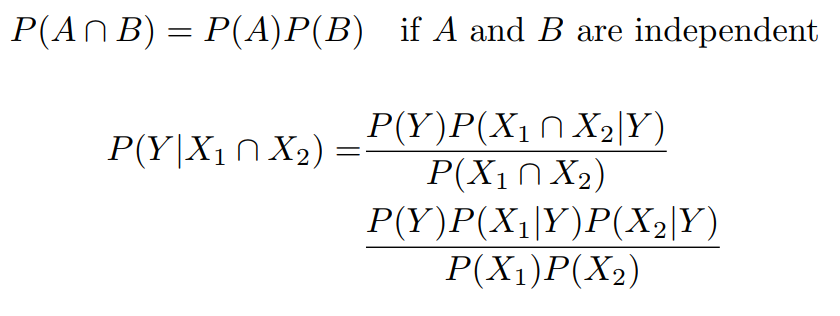 P(A ∩ B) = P(A)P(B) if A and B are independent
P(Y|X₁ ∩ X₂) = P(Y)P(X₁ ∩ X₂|Y)
P(X₁ ∩ X₂)
P(Y)P(X₁|Y)P(X₂|Y)
P(X₁)P(X₂)